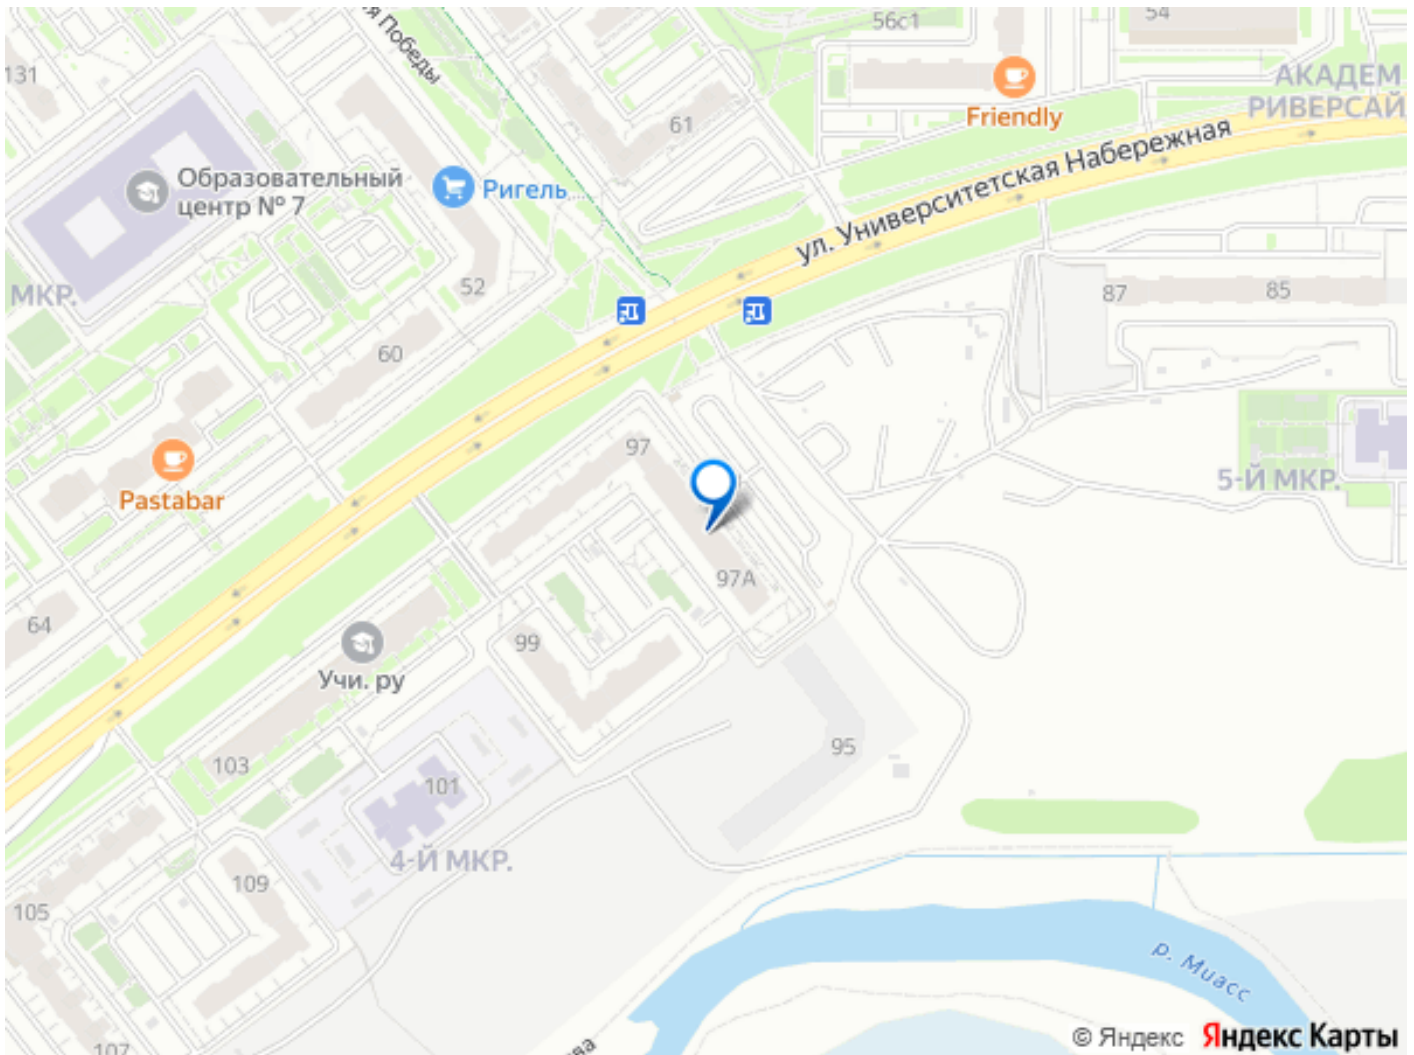 56с1
54
131
я Победы
АКАДЕМ
РИВЕРСАЙ
Friendly
61
ул. Университетская Набережная
Образовательный
центр № 7
Ригель
МКР.
52
87
85
60
97
5-Й МКР.
Pastabar
97А
64
99
Учи. ру
95
103
101
4-Й МКР.
109
105
р. Миасс
107
ва
© Яндекс Яндекс Карты